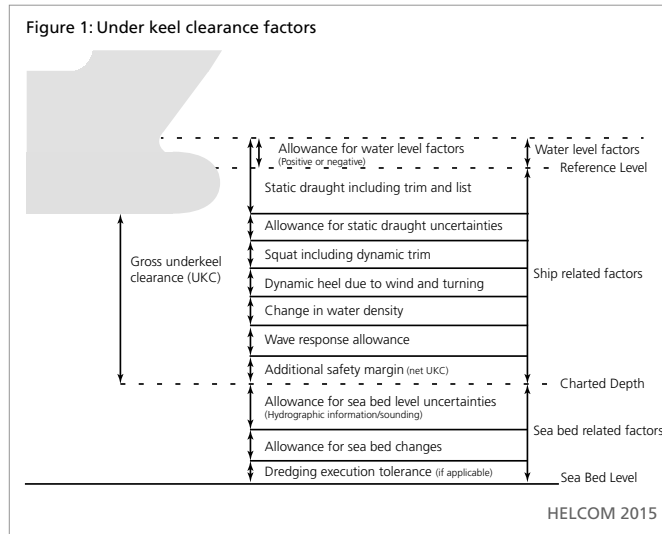 Figure 1: Under keel clearance factors
Allowance for water level factors
(Positive or negative)
Water level factors
Reference Level
Static draught including trim and list
Allowance for static draught uncertainties
Squat including dynamic trim
Gross underkeel
clearance (UKC)
Dynamic heel due to wind and turning
Ship related factors
Change in water density
Wave response allowance
Additional safety margin (net UKC)
Charted Depth
Allowance for sea bed level uncertainties
(Hydrographic information/sounding)
Sea bed related factors
Allowance for sea bed changes
Dredging execution tolerance (if applicable)
Sea Bed Level
HELCOM 2015